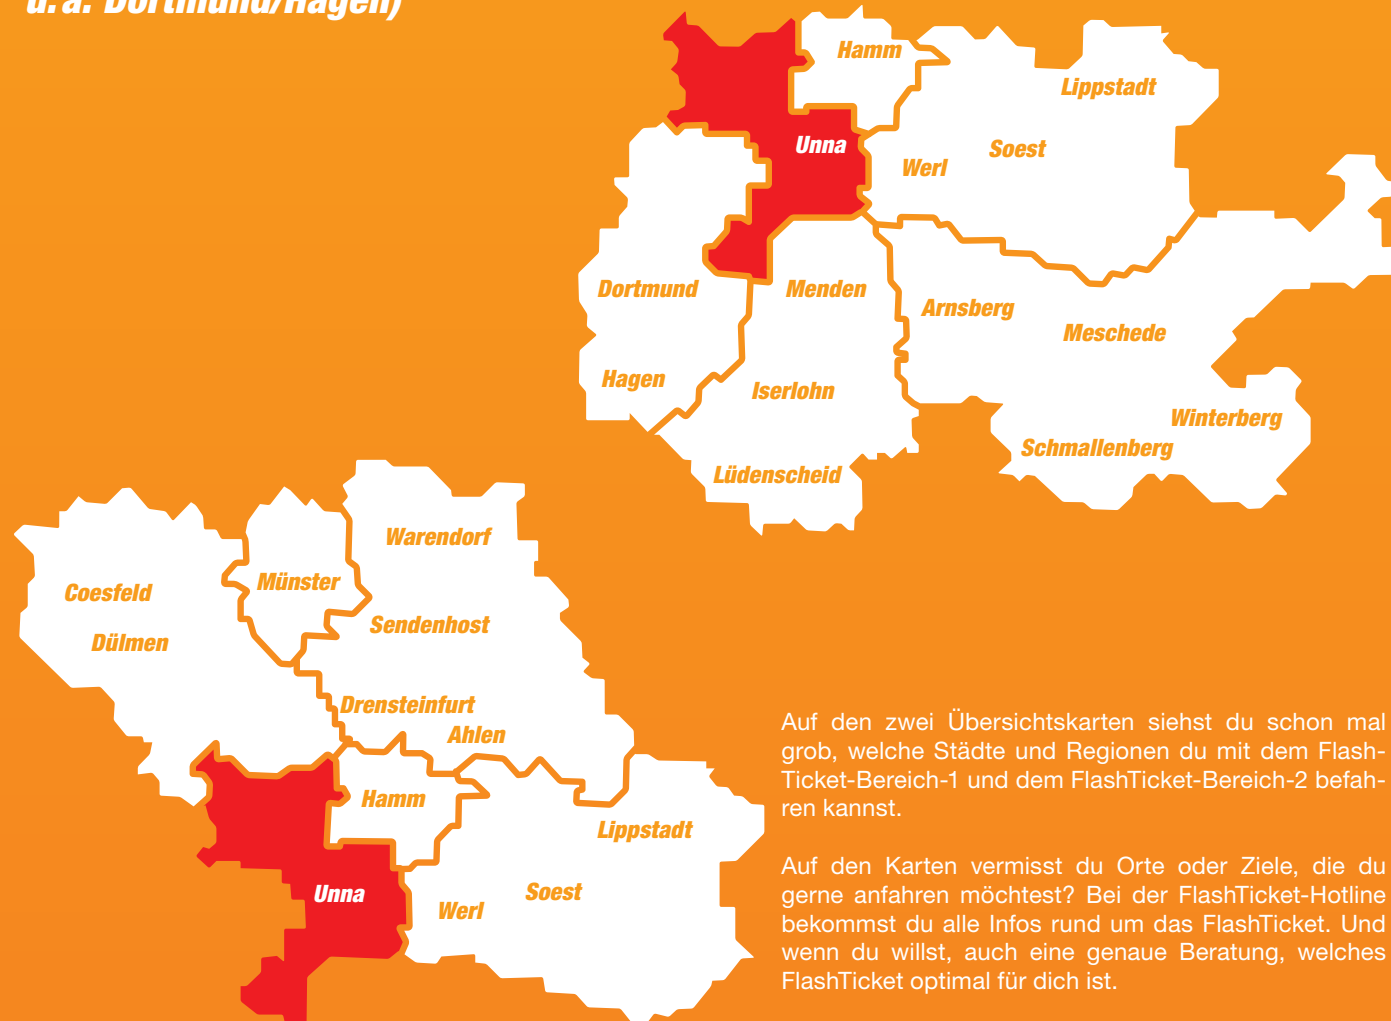 u. a. Dortmund/Hagen)
Hamm
Lippstadt
Unna
Soest
Werl
Dortmund
Menden
Arnsberg
Meschede
Hagen
Iserlohn
Winterberg
Schmallenberg
Lüdenscheid
Warendorf
Coesfeld
Münster
Dülmen
Sendenhost
Drensteinfurt
Ahlen
Hamm
Lippstadt
Unna
Soest
Werl
Auf den zwei Übersichtskarten siehst du schon mal
grob, welche Städte und Regionen du mit dem Flash-
Ticket-Bereich-1 und dem FlashTicket-Bereich-2 befah-
ren kannst.
Auf den Karten vermisst du Orte oder Ziele, die du
gerne anfahren möchtest? Bei der FlashTicket-Hotline
bekommst du alle Infos rund um das FlashTicket. Und
wenn du willst, auch eine genaue Beratung, welches
FlashTicket optimal für dich ist.